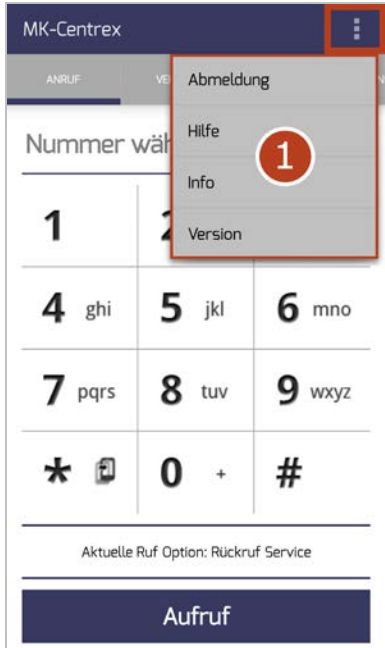 MK-Centrex
ANRUF
Abmeldung
Nummer
Hilfe
1
Info
1
Version
4 ghi 5 jkl 6 mno
7 pqrs 8 tuv 9 wxyz
* 0 + #
Aktuelle Ruf Option: Rückruf Service
Aufruf